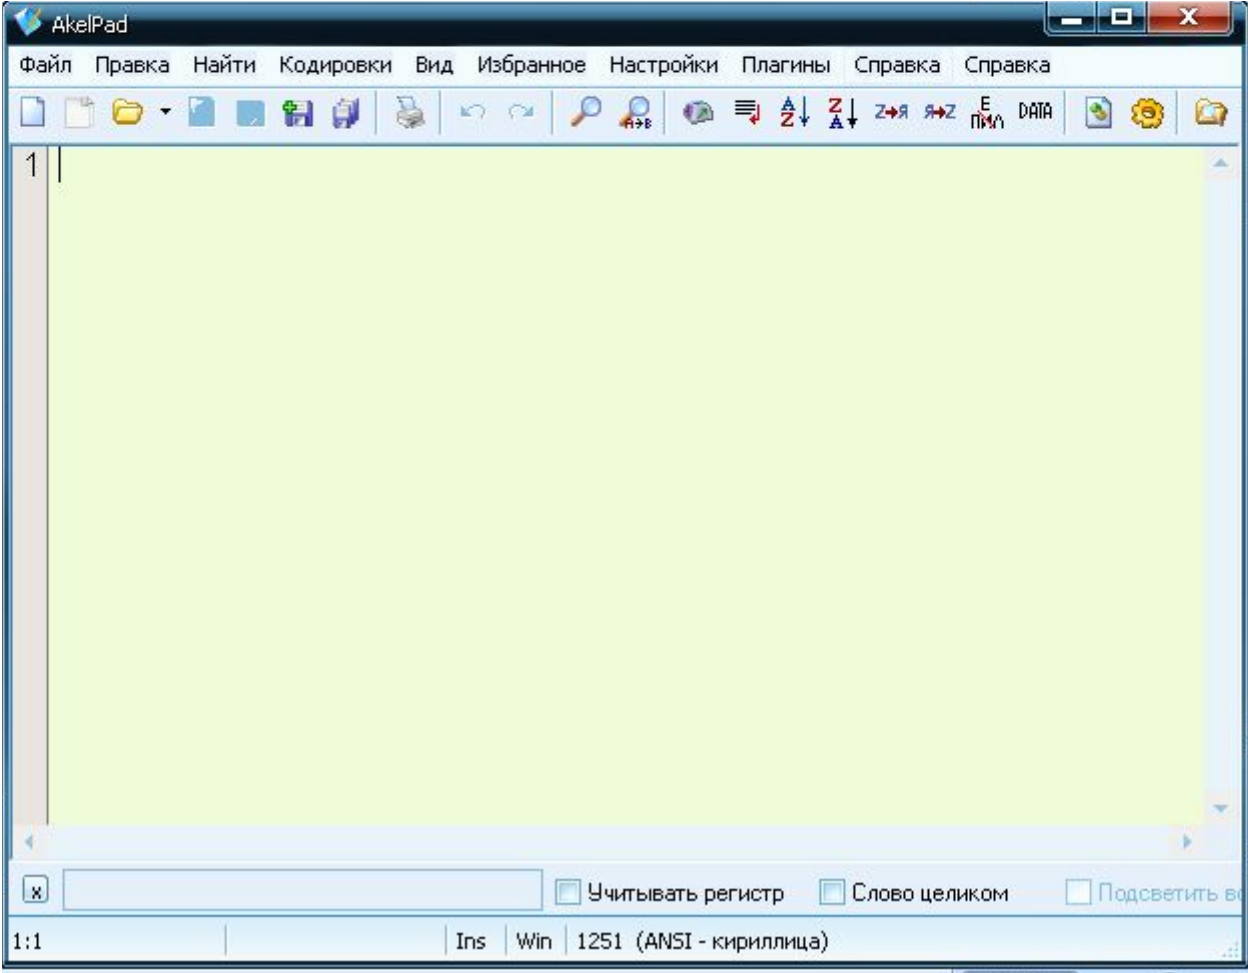 AkelPad
Файл Правка Найти Кодировки Вид Избранное Настройки Плагины Справка Справка
A Z Z A Z→Я Я→Z DATA
1
x Учитывать регистр Слово целиком Подсветить
1:1 Ins Win 1251 (ANSI - кириллица)